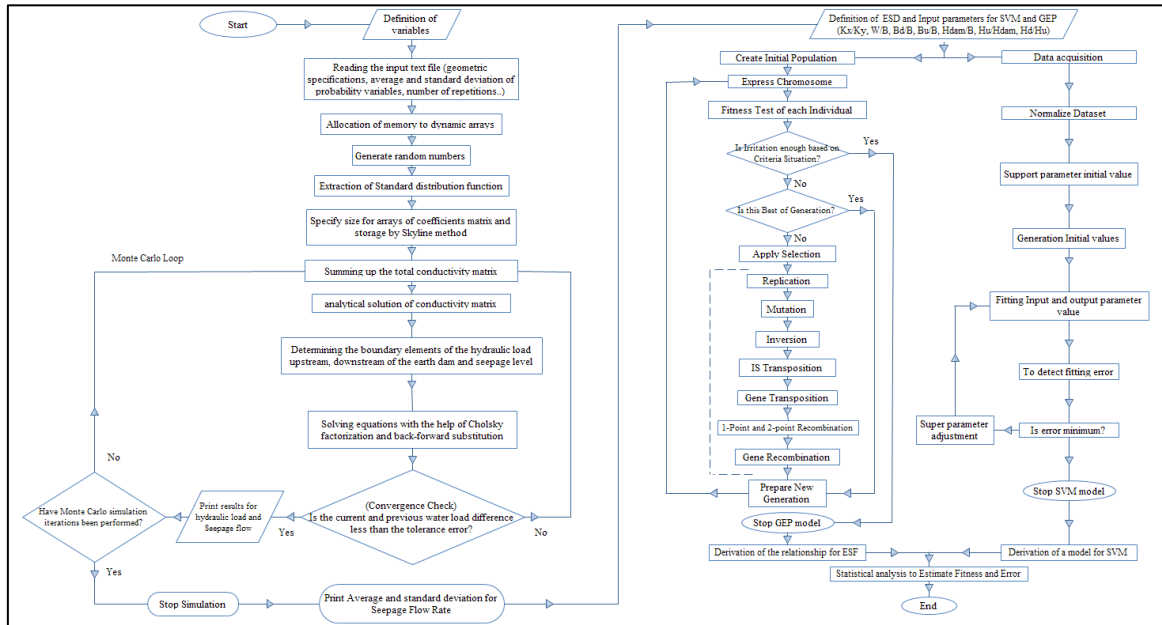 Start
Definition of
variables
Reading the input text file (geometric
specifications, average and standard deviation of
probability variables, number of repetitions..)
Allocation of memory to dynamic arrays
Generate random numbers
Extraction of Standard distribution function
Specify size for arrays of coefficients matrix and
storage by Skyline method
Monte Carlo Loop
Summing up the total conductivity matrix
analytical solution of conductivity matrix
Determining the boundary elements of the hydraulic load
upstream, downstream of the earth dam and seepage level
Solving equations with the help of Cholsky
factorization and back-forward substitution
(Convergence Check)
Is the current and previous water load difference
less than the tolerance error?
No
Yes
Print results for
hydraulic load and
Seepage flow
Have Monte Carlo simulation
iterations been performed?
No
Yes
Stop Simulation
Print Average and standard deviation for
Seepage Flow Rate
Definition of ESD and Input parameters for SVM and GEP
(Kx/Ky, W/B, Bd/B, Bu/B, Hdam/B, Hu/Hdam, Hd/Hu)
Create Initial Population
Express Chromosome
Fitness Test of each Individual
Is Irritation enough based on
Criteria Situation?
Yes
No
Is this Best of Generation?
Yes
No
Apply Selection
Replication
Mutation
Inversion
IS Transposition
Gene Transposition
1-Point and 2-point Recombination
Gene Recombination
Prepare New
Generation
Stop GEP model
Derivation of the relationship for ESF
Data acquisition
Normalize Dataset
Support parameter initial value
Generation Initial values
Fitting Input and output parameter
value
To detect fitting error
Is error minimum?
Super parameter
adjustment
Stop SVM model
Derivation of a model for SVM
Statistical analysis to Estimate Fitness and Error
End